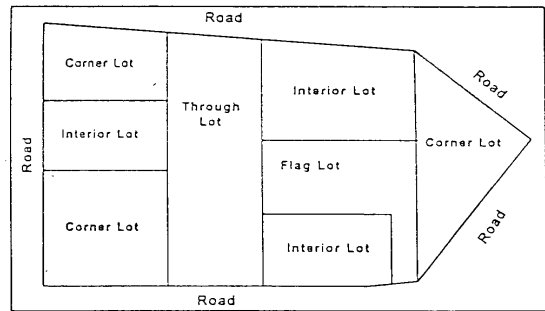 Road
Corner Lot
Road
Interior Lot
Through
Lot
Interior Lot
Road
Corner Lot
Flag Lot
Corner Lot
Interior Lot
Road
Road